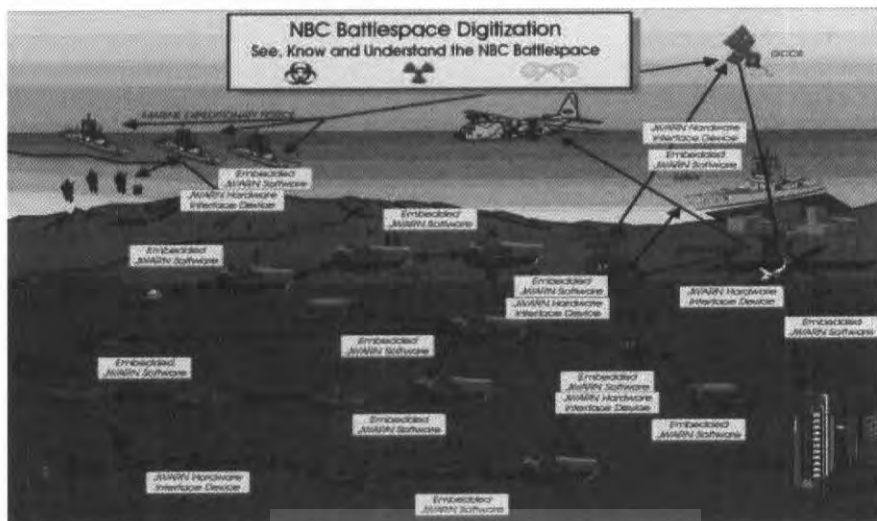 NBC Battlespace Digitization
See, Know and Understand the NBC Battlespace
GCCS
MARINE EXPEDITIONARY FORCE
JWARN Hardware
Interface Device
Embedded
JWARN Software
Embedded
JWARN Software
JWARN Hardware
Interface Device
Embedded
JWARN Software
Embedded
JWARN Software
Embedded
JWARN Software
JWARN Hardware
Interface Device
JWARN Hardware
Interface Device
Embedded
JWARN Software
Embedded
JWARN Software
Embedded
JWARN Software
Embedded
JWARN Software
JWARN Hardware
Interface Device
Embedded
JWARN Software
Embedded
JWARN Software
JWARN Hardware
Interface Device
Embedded
JWARN Software